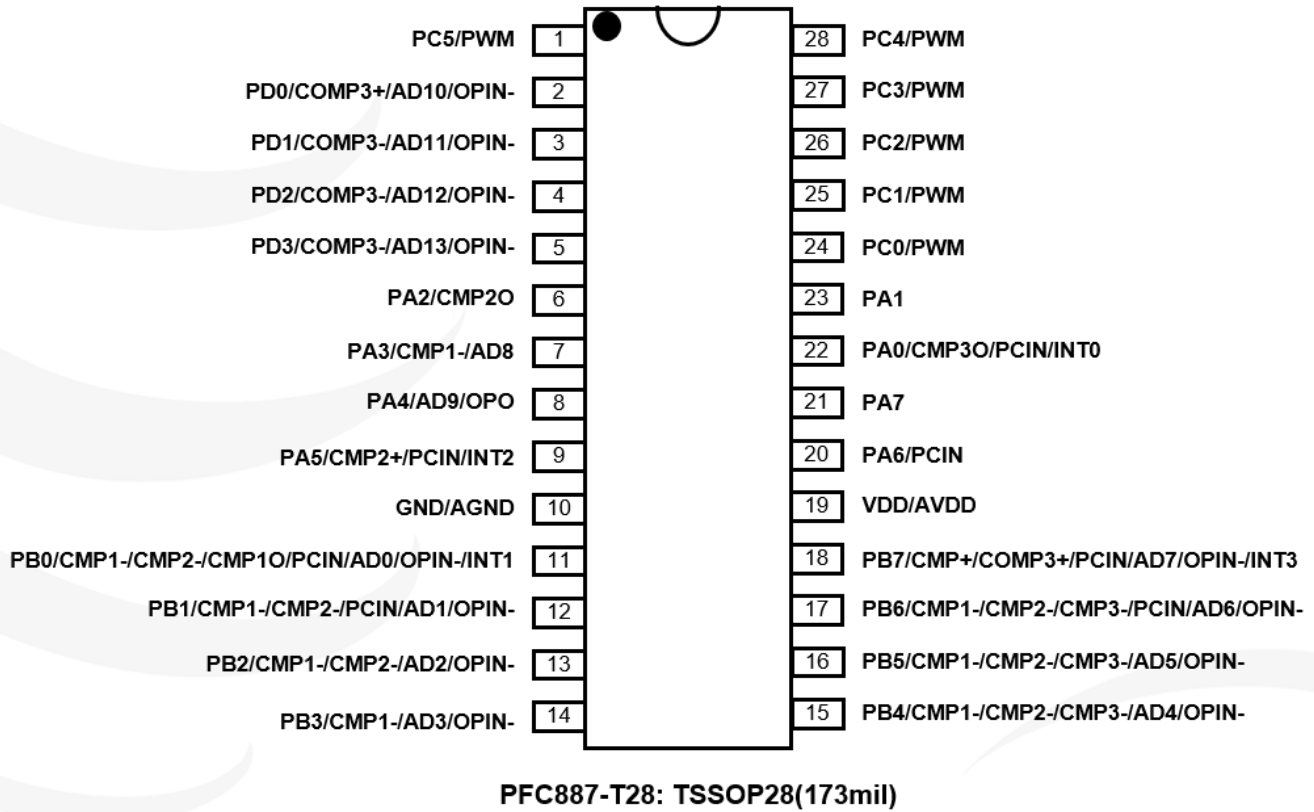 PC5/PWM 1 28 PC4/PWM
PD0/COMP3+/AD10/OPIN- 2 27 PC3/PWM
PD1/COMP3-/AD11/OPIN- 3 26 PC2/PWM
PD2/COMP3-/AD12/OPIN- 4 25 PC1/PWM
PD3/COMP3-/AD13/OPIN- 5 24 PC0/PWM
PA2/CMP2O 6 23 PA1
PA3/CMP1-/AD8 7 22 PA0/CMP3O/PCIN/INT0
PA4/AD9/OPO 8 21 PA7
PA5/CMP2+/PCIN/INT2 9 20 PA6/PCIN
GND/AGND 10 19 VDD/AVDD
PB0/CMP1-/CMP2-/CMP1O/PCIN/AD0/OPIN-/INT1 11 18 PB7/CMP+/COMP3+/PCIN/AD7/OPIN-/INT3
PB1/CMP1-/CMP2-/PCIN/AD1/OPIN- 12 17 PB6/CMP1-/CMP2-/CMP3-/PCIN/AD6/OPIN-
PB2/CMP1-/CMP2-/AD2/OPIN- 13 16 PB5/CMP1-/CMP2-/CMP3-/AD5/OPIN-
PB3/CMP1-/AD3/OPIN- 14 15 PB4/CMP1-/CMP2-/CMP3-/AD4/OPIN-
PFC887-T28: TSSOP28(173mil)